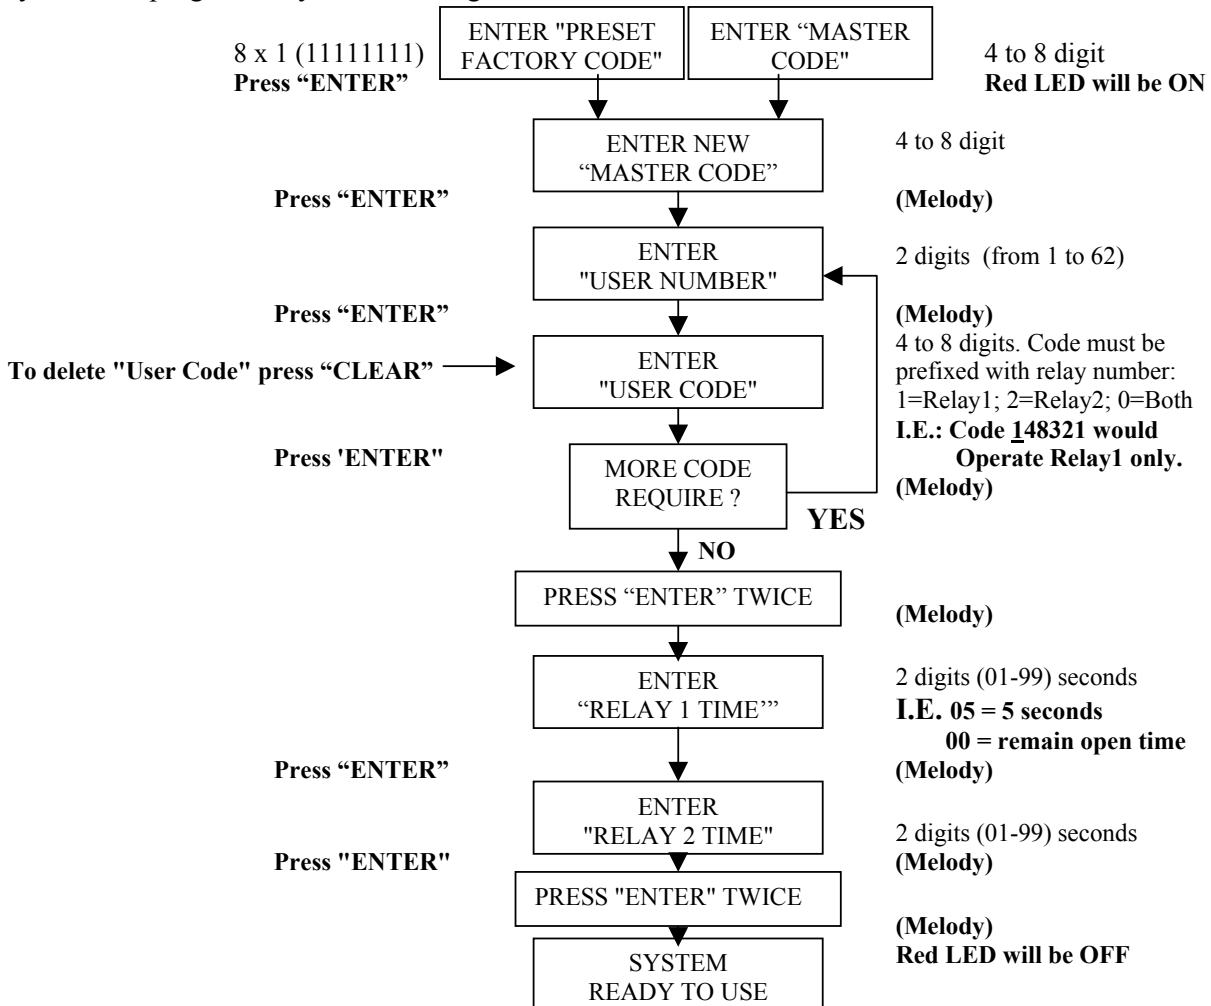 ENTER "PRESET
FACTORY CODE"
ENTER “MASTER
CODE"
8 x 1 (11111111)
Press “ENTER”
4 to 8 digit
Red LED will be ON
ENTER NEW
“MASTER CODE”
4 to 8 digit
Press “ENTER”
(Melody)
ENTER
"USER NUMBER"
2 digits (from 1 to 62)
Press “ENTER”
(Melody)
To delete "User Code" press “CLEAR”
ENTER
"USER CODE"
4 to 8 digits. Code must be
prefixed with relay number:
1=Relay1; 2=Relay2; 0=Both
I.E.: Code 148321 would
Operate Relay1 only.
Press 'ENTER"
(Melody)
MORE CODE
REQUIRE ?
YES
NO
PRESS “ENTER” TWICE
(Melody)
ENTER
“RELAY 1 TIME’”
2 digits (01-99) seconds
I.E. 05 = 5 seconds
00 = remain open time
Press “ENTER”
(Melody)
ENTER
"RELAY 2 TIME"
2 digits (01-99) seconds
Press "ENTER"
(Melody)
PRESS "ENTER" TWICE
(Melody)
Red LED will be OFF
SYSTEM
READY TO USE